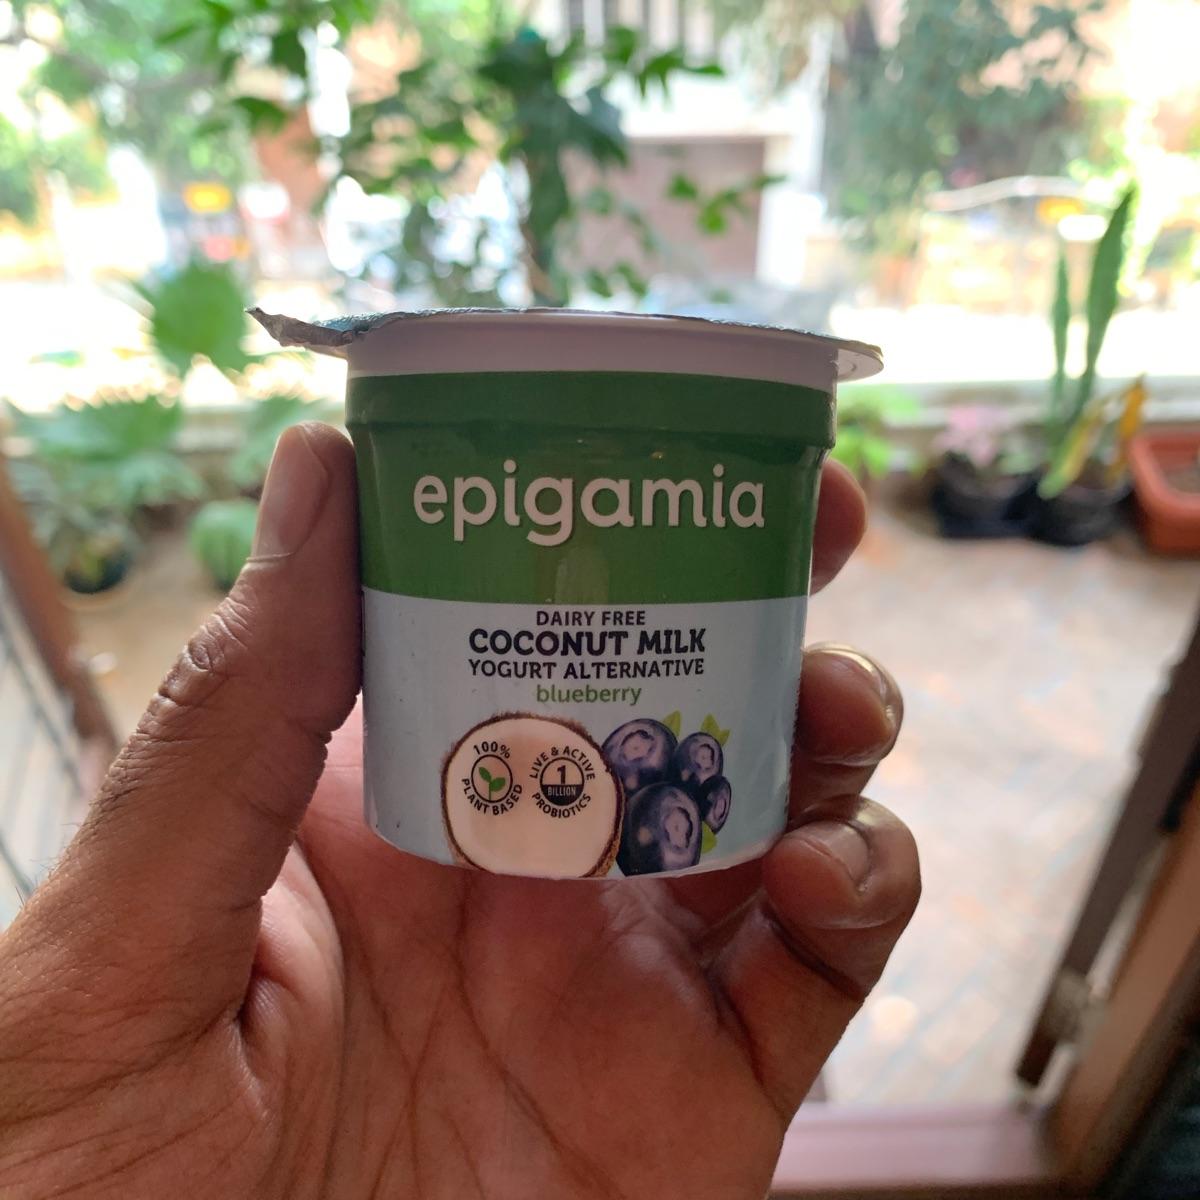 epigamia
DAIRY FREE
COCONUT MILK
YOGURT ALTERNATIVE
blueberry
100%
PLANT BASED
LIVE & ACTIVE
1
BILLION
PROBIOTICS